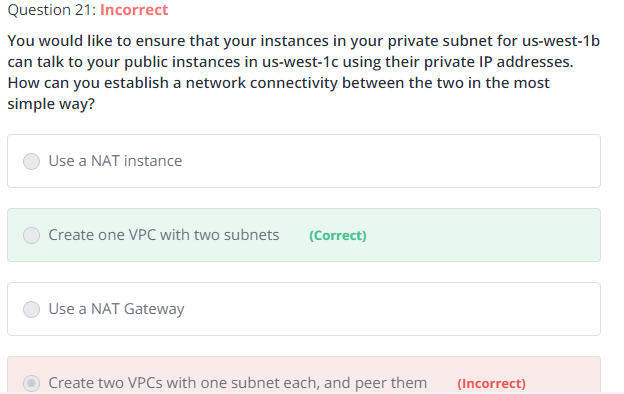 Question 21: Incorrect
You would like to ensure that your instances in your private subnet for us-west-1b
can talk to your public instances in us-west-1c using their private IP addresses.
How can you establish a network connectivity between the two in the most
simple way?
Use a NAT instance
Create one VPC with two subnets (Correct)
Use a NAT Gateway
Create two VPCs with one subnet each, and peer them (Incorrect)